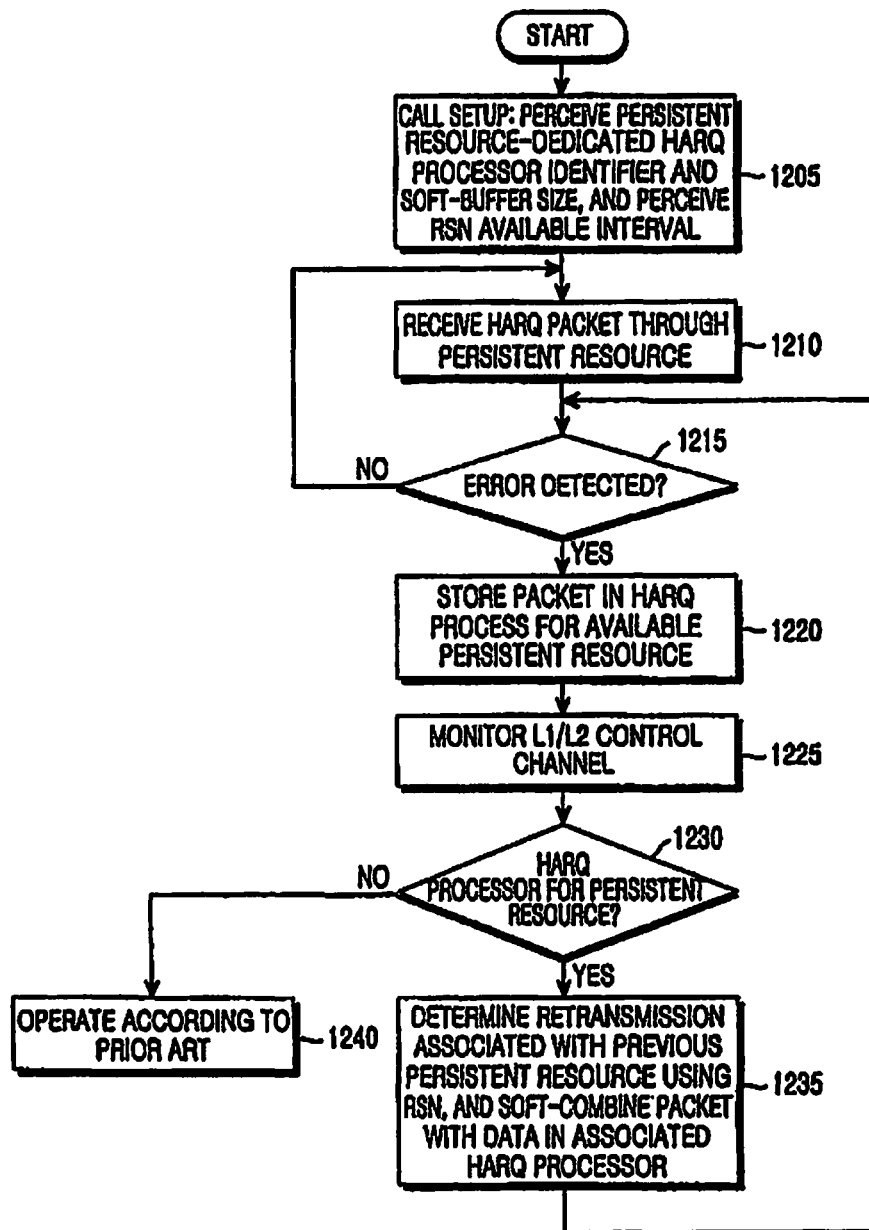 START
CALL SETUP: PERCEIVE PERSISTENT
RESOURCE-DEDICATED HARQ
PROCESSOR IDENTIFIER AND
SOFT-BUFFER SIZE, AND PERCEIVE
RSN AVAILABLE INTERVAL
1205
RECEIVE HARQ PACKET THROUGH
PERSISTENT RESOURCE
1210
1215
NO
ERROR DETECTED?
YES
STORE PACKET IN HARQ
PROCESS FOR AVAILABLE
PERSISTENT RESOURCE
1220
MONITOR L1/L2 CONTROL
CHANNEL
1225
1230
NO
HARQ
PROCESSOR FOR PERSISTENT
RESOURCE?
YES
OPERATE ACCORDING TO
PRIOR ART
1240
DETERMINE RETRANSMISSION
ASSOCIATED WITH PREVIOUS
PERSISTENT RESOURCE USING
RSN, AND SOFT-COMBINE PACKET
WITH DATA IN ASSOCIATED
HARQ PROCESSOR
1235